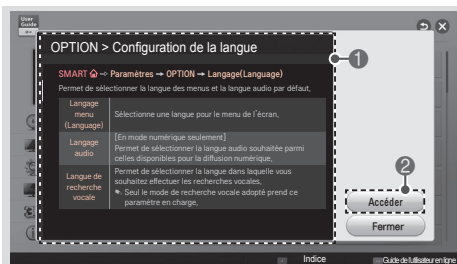 User
Guide
OPTION > Configuration de la langue
1
SMART ⇨ Paramètres → OPTION → Langage(Language)
Permet de sélectionner la langue des menus et la langue audio par défaut,
Langage
menu
(Language)
Sélectionne une langue pour le menu de l'écran,
Langage
audio
[En mode numérique seulement]
Permet de sélectionner la langue audio souhaitée parmi
celles disponibles pour la diffusion numérique,
Langue de
recherche
vocale
Permet de sélectionner la langue dans laquelle vous
souhaitez effectuer les recherches vocales,
Seul le mode de recherche vocale adopté prend ce
paramètre en charge,
2
Accéder
Fermer
Indice
Guide de l'utilisateur en ligne